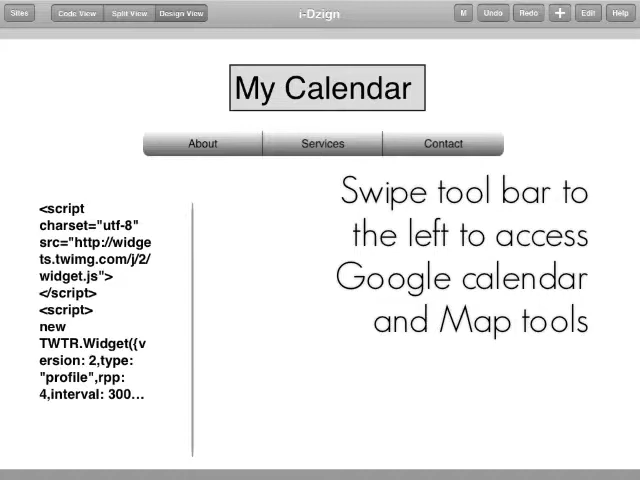 Sites Code View Split View Design View i-Dzign M Undo Redo + Edit Help
My Calendar
About Services Contact
Swipe tool bar to
the left to access
Google calendar
and Map tools
<script
charset="utf-8"
src="http://widge
ts.twimg.com/j/2/
widget.js">
</script>
<script>
new
TWTR.Widget({v
ersion: 2,type:
"profile",rpp:
4,interval: 300...